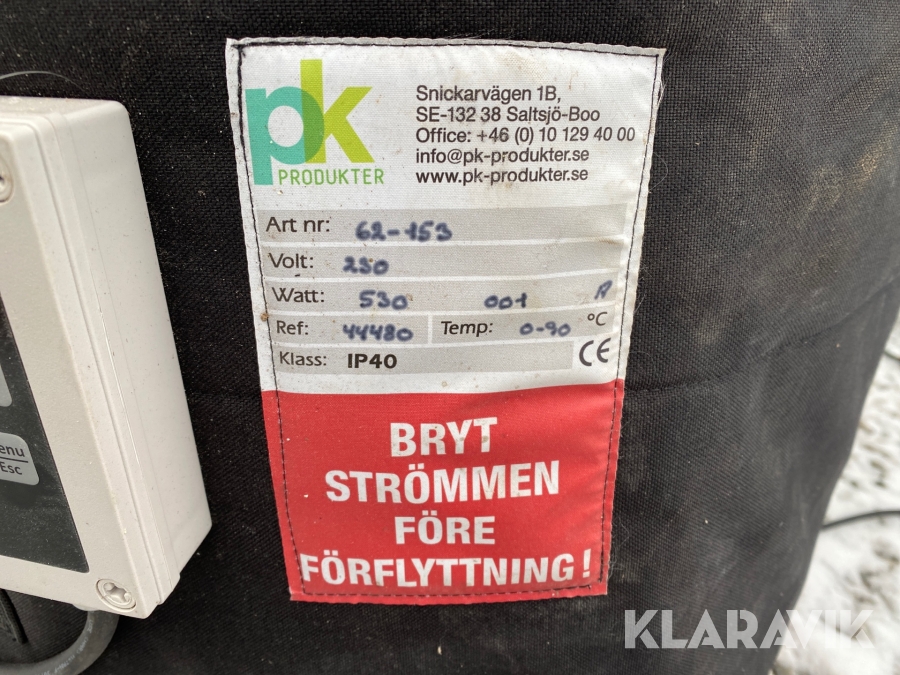 pk
PRODUKTER
Snickarvägen 1B,
SE-132 38 Saltsjö-Boo
Office: +46 (0) 10 129 40 00
info@pk-produkter.se
www.pk-produkter.se
Art nr: 62-153
Volt: 230
Watt: 530 001 A
Ref: 44480 Temp: 0-90 °C
Klass: IP40 CE
BRYT
STRÖMMEN
FÖRE
FÖRFLYTTNING!
enu
Esc
KLARAVIK